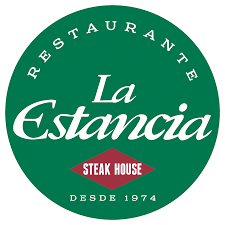 RESTAURANTE
La
Estancia
STEAK HOUSE
DESDE 1974